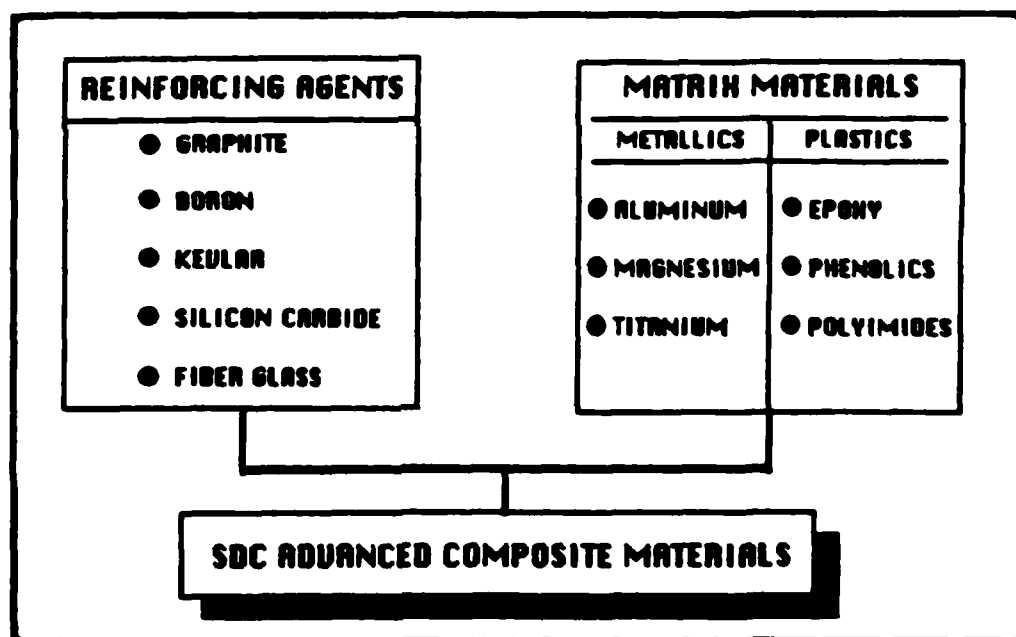 REINFORCING AGENTS
● GRAPHITE
● BORON
● KEVLAR
● SILICON CARBIDE
● FIBER GLASS
MATRIX MATERIALS
METALLICS
● ALUMINUM
● MAGNESIUM
● TITANIUM
PLASTICS
● EPOXY
● PHENOLICS
● POLYIMIDES
SDC ADVANCED COMPOSITE MATERIALS